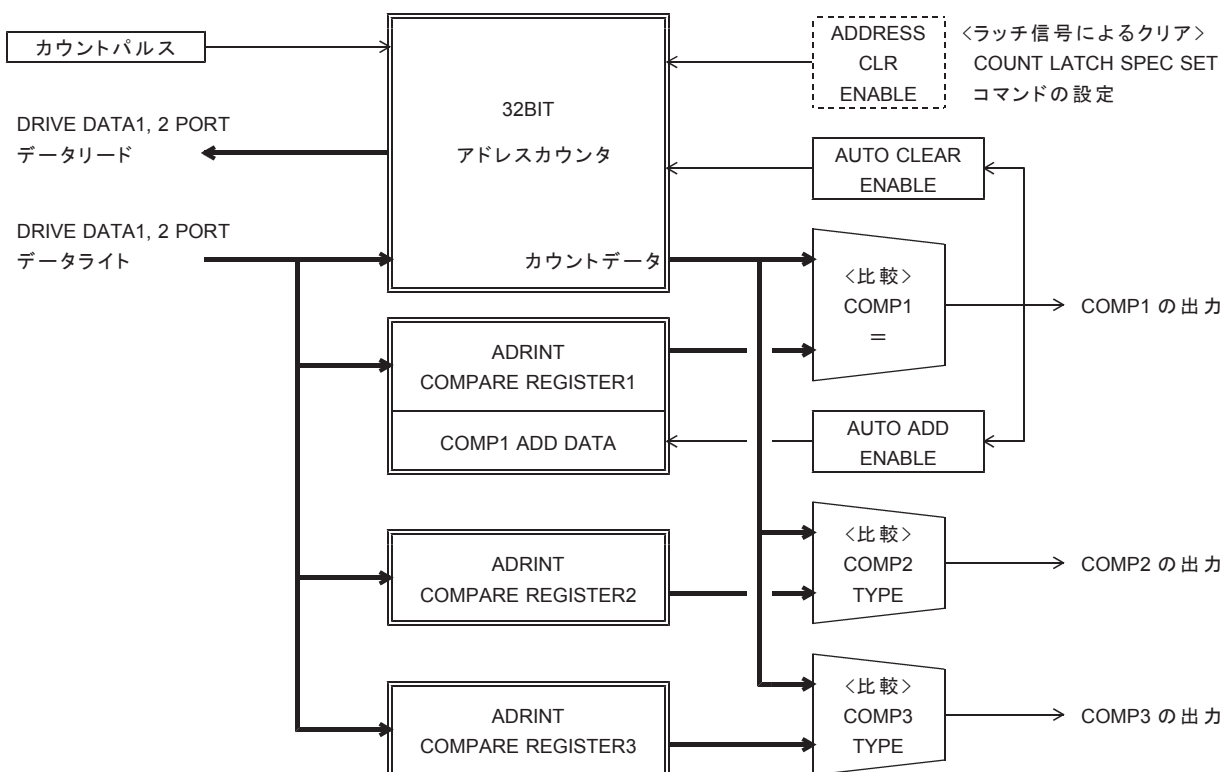 カウントパルス
32BIT
アドレスカウンタ
カウントデータ
ADDRESS
CLR
ENABLE
<ラッチ信号によるクリア>
COUNT LATCH SPEC SET
コマンドの設定
DRIVE DATA1, 2 PORT
データリード
AUTO CLEAR
ENABLE
DRIVE DATA1, 2 PORT
データライト
<比較>
COMP1
=
COMP1 の出力
ADRINT
COMPARE REGISTER1
COMP1 ADD DATA
AUTO ADD
ENABLE
ADRINT
COMPARE REGISTER2
<比較>
COMP2
TYPE
COMP2 の出力
ADRINT
COMPARE REGISTER3
<比較>
COMP3
TYPE
COMP3 の出力